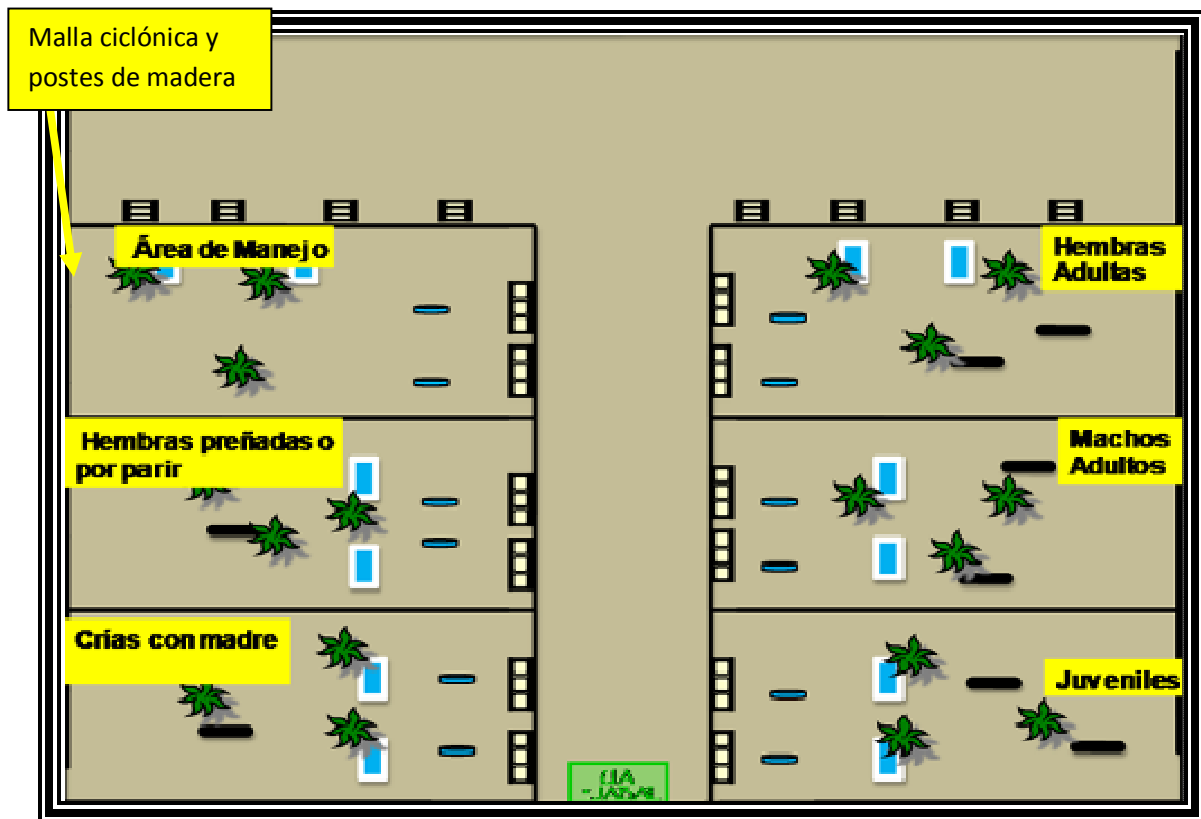 Malla ciclónica y
postes de madera
Área de Manejo
Hembras
Adultas
Hembras preñadas o
por parir
Machos
Adultos
Crias con madre
Juveniles